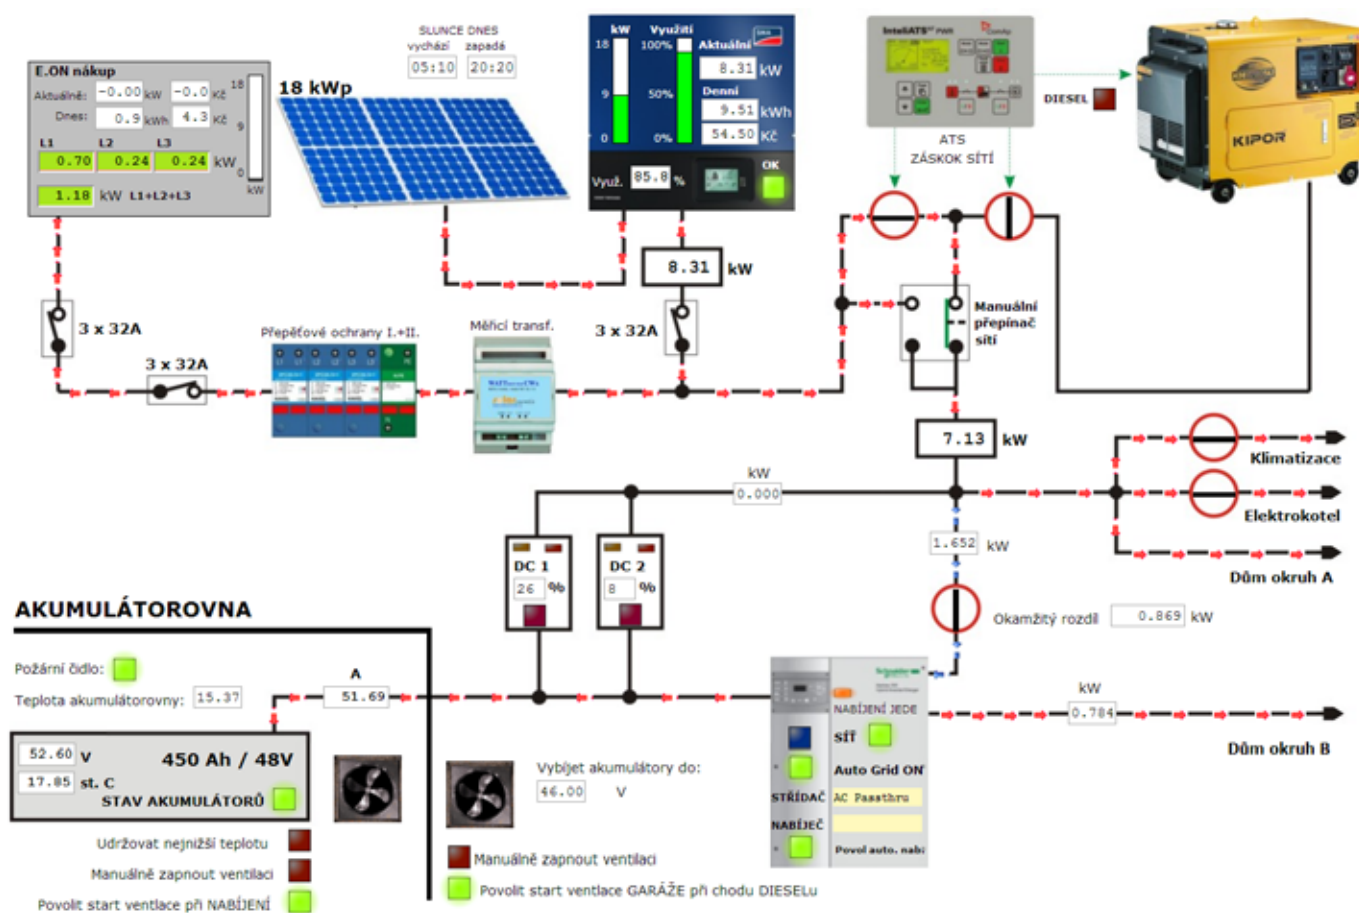 E.ON nákup
Aktuálně: -0.00 kW -0.0 Kč
Dnes: 0.9 kWh 4.3 Kč
L1 L2 L3
0.70 0.24 0.24 kW
1.18 kW L1+L2+L3
18
9
0
kW
18 kWp
SLUNCE DNES
vychází zapadá
05:10 20:20
kW Využití
18 100%
9 50%
0 0%
SMA
Aktuální
8.31 kW
Denní
9.51 kWh
54.50 Kč
Využ. 85.8 %
OK
InteliATS PWR
ComAp
ATS
ZÁSKOK SÍTÍ
DIESEL
KIPOR
8.31 kW
3 x 32A
3 x 32A
3 x 32A
Přepěťové ochrany I.+II.
Měřicí transf.
Manuální
přepínač
sítí
7.13 kW
Klimatizace
Elektrokotel
Dům okruh A
kW
0.000
1.652 kW
DC 1
26 %
DC 2
8 %
Okamžitý rozdíl 0.869 kW
AKUMULÁTOROVNA
Požární čidlo:
Teplota akumulátorovny: 15.37
A
51.69
52.60 V
450 Ah / 48V
17.85 st. C
STAV AKUMULÁTORŮ
Udržovat nejnižší teplotu
Manuálně zapnout ventilaci
Povolit start ventlace při NABÍJENÍ
Vybíjet akumulátory do:
46.00 V
Manuálně zapnout ventilaci
Povolit start ventlace GARÁŽE při chodu DIESELu
Schneider
NABÍJENÍ JEDE
SÍŤ
Auto Grid ON
STŘÍDAČ AC Passthru
NABÍJEČ
Povol auto. nabí
kW
0.784
Dům okruh B